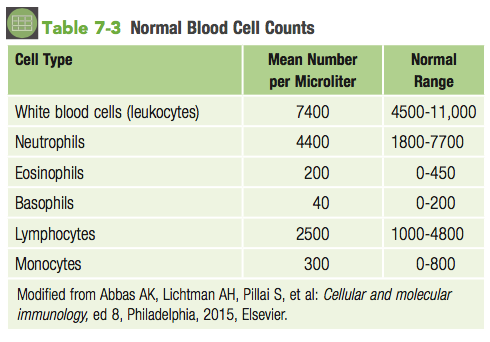 Table 7-3 Normal Blood Cell Counts
Cell Type Mean Number per Microliter Normal Range
White blood cells (leukocytes) 7400 4500-11,000
Neutrophils 4400 1800-7700
Eosinophils 200 0-450
Basophils 40 0-200
Lymphocytes 2500 1000-4800
Monocytes 300 0-800
Modified from Abbas AK, Lichtman AH, Pillai S, et al: Cellular and molecular
immunology, ed 8, Philadelphia, 2015, Elsevier.